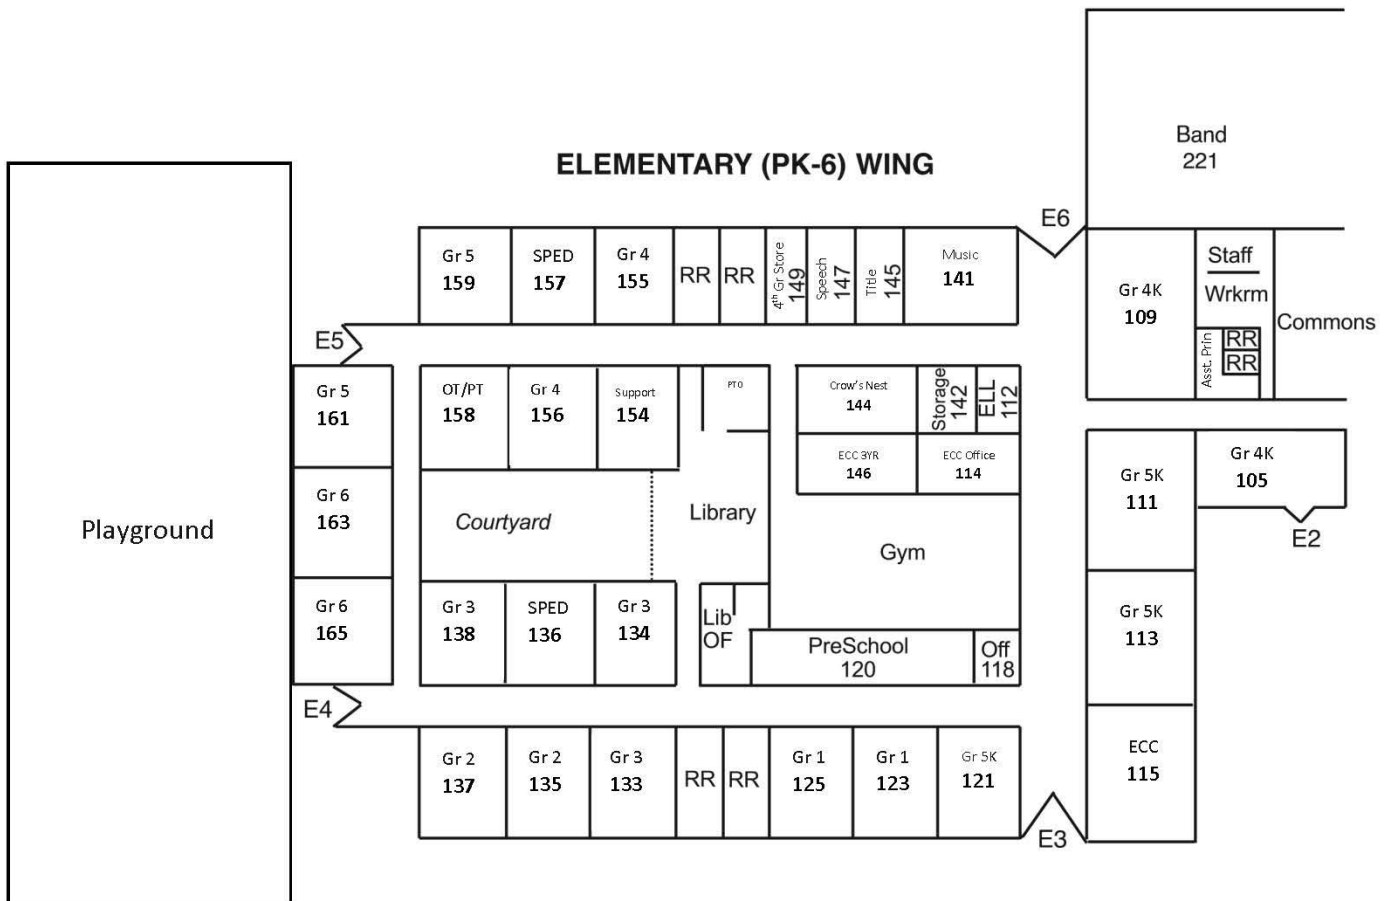 ELEMENTARY (PK-6) WING
Band
221
E6
Gr 5
159
SPED
157
Gr 4
155
RR
RR
4th Gr Store
149
Speech
147
Title
145
Music
141
Gr 4K
109
Staff
Wrkrm
Asst. Prin
RR
RR
Commons
E5
Gr 5
161
OT/PT
158
Gr 4
156
Support
154
PTO
Crow's Nest
144
Storage
142
ELL
112
ECC 3YR
146
ECC Office
114
Gr 5K
111
Gr 4K
105
E2
Playground
Gr 6
163
Courtyard
Library
Gym
Gr 6
165
Gr 3
138
SPED
136
Gr 3
134
Lib
OF
PreSchool
120
Off
118
Gr 5K
113
E4
Gr 2
137
Gr 2
135
Gr 3
133
RR
RR
Gr 1
125
Gr 1
123
Gr 5K
121
ECC
115
E3